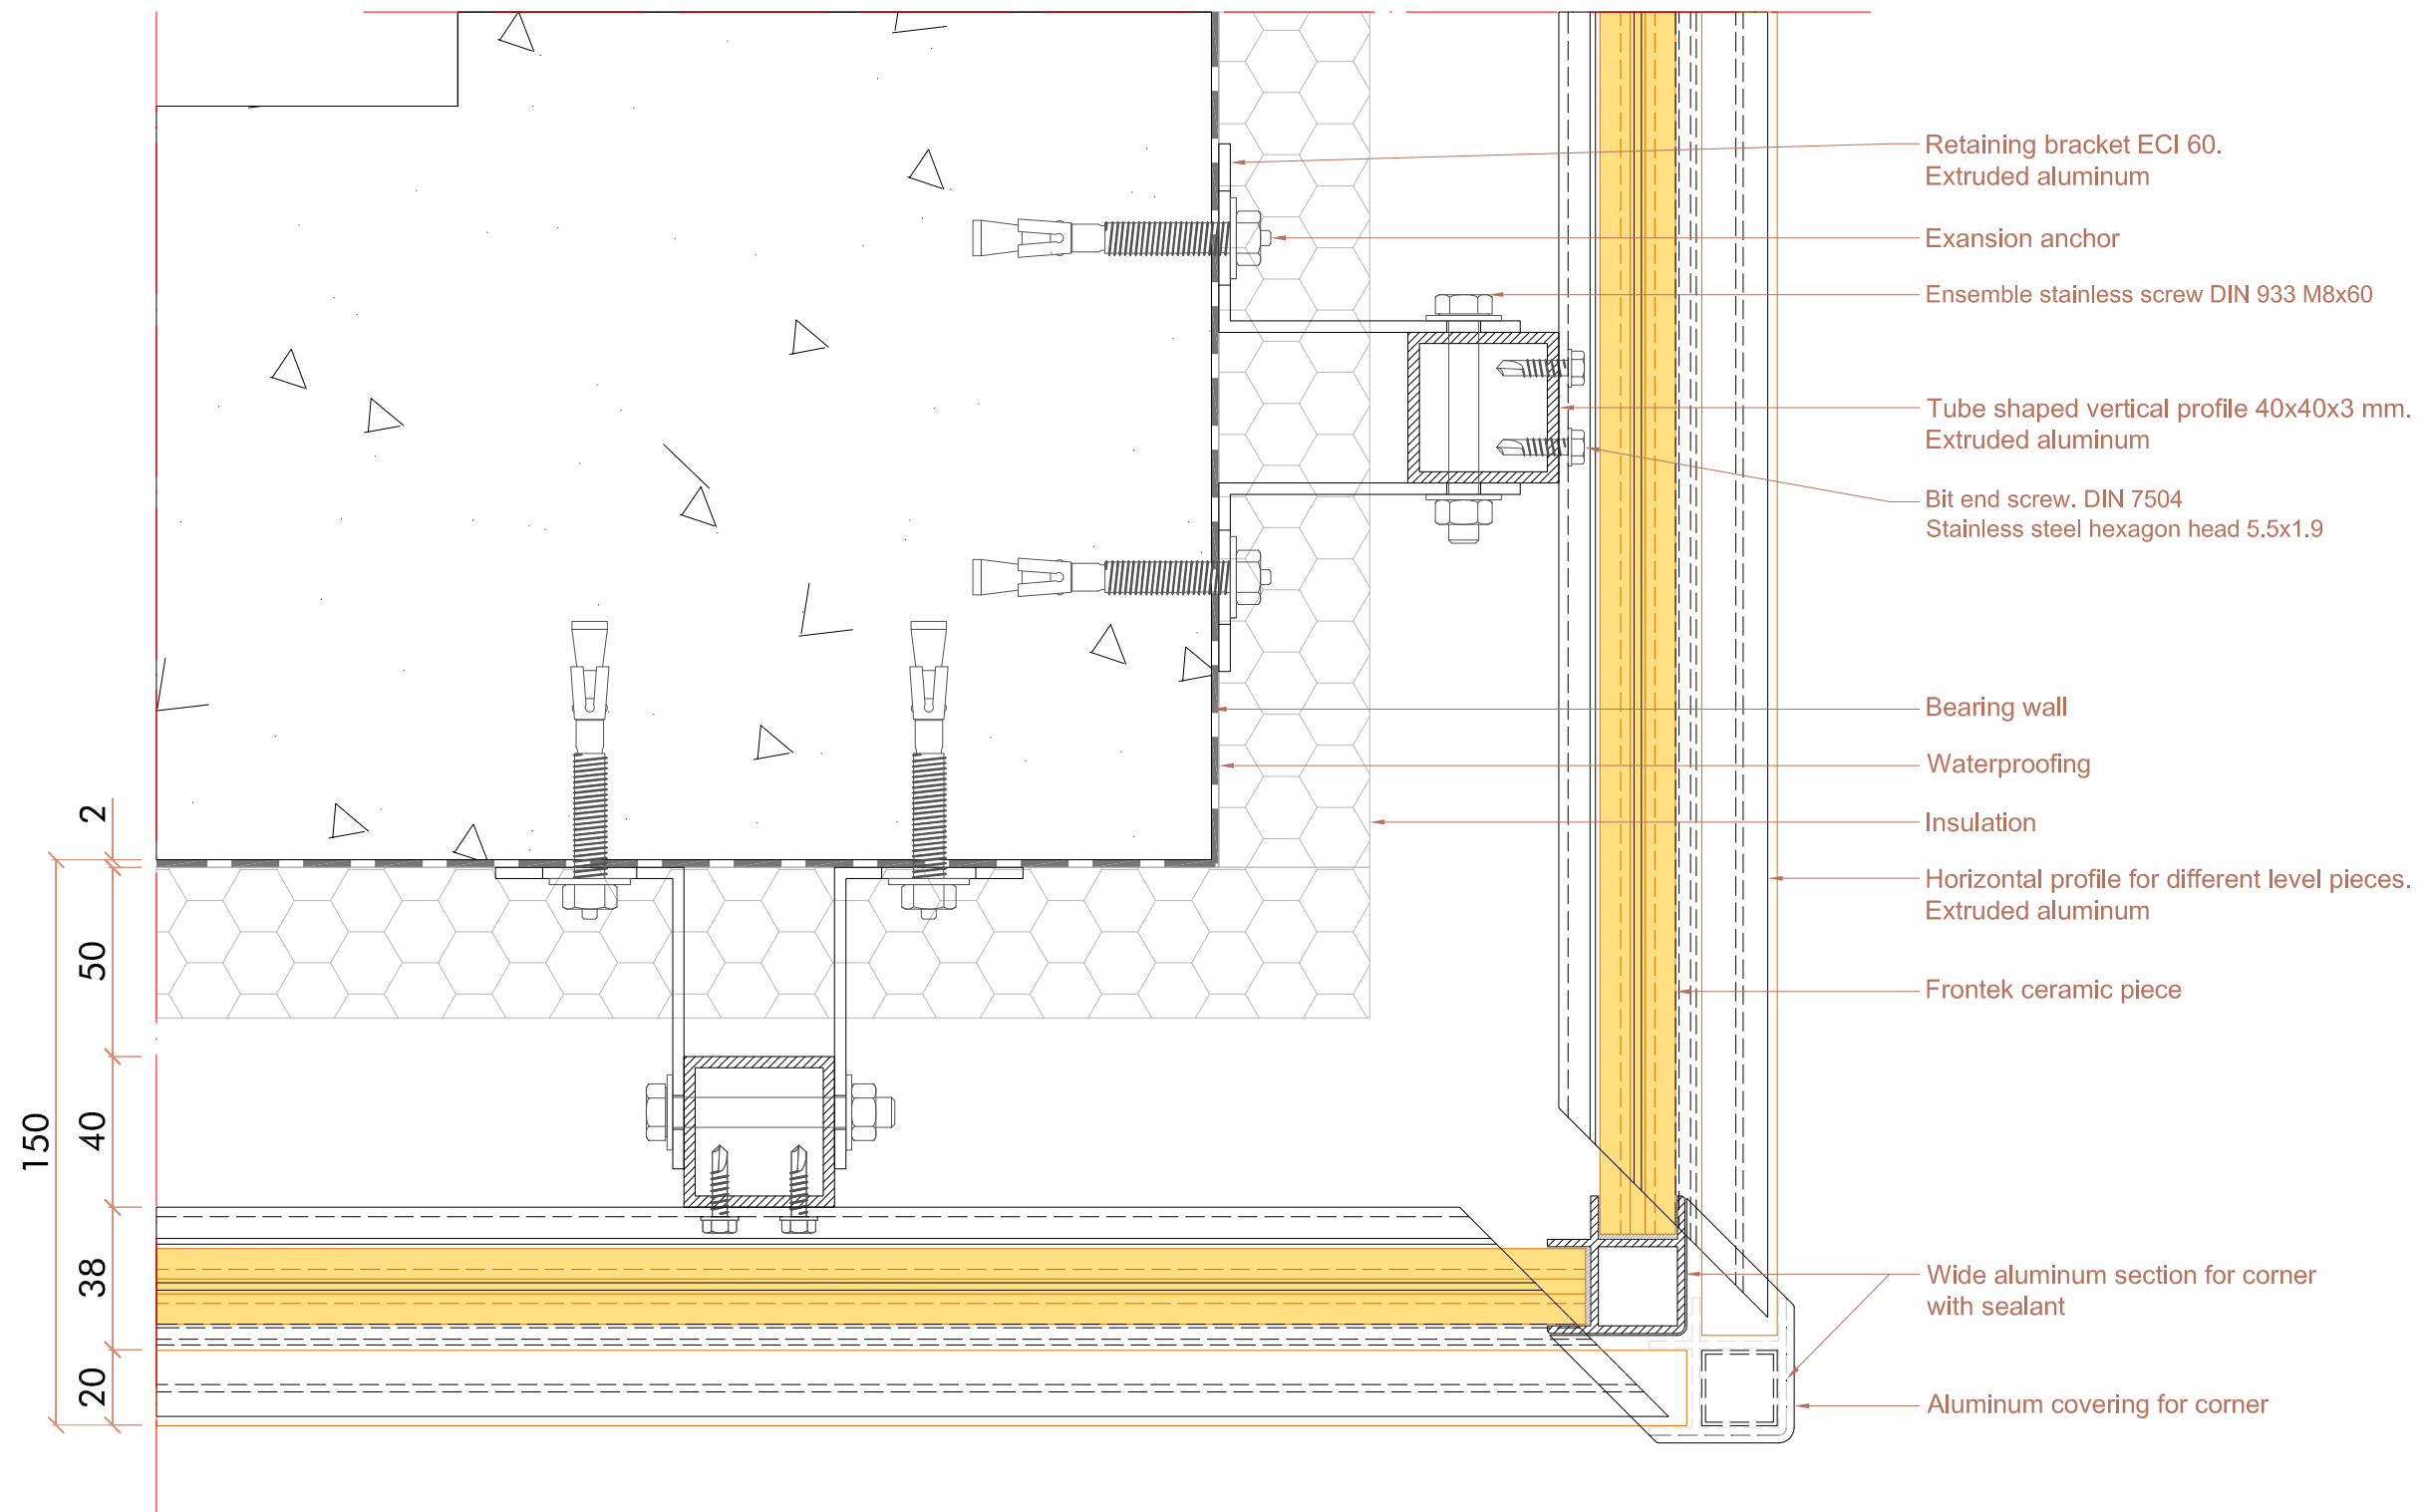 Retaining bracket ECI 60.
Extruded aluminum
Exansion anchor
Ensemble stainless screw DIN 933 M8x60
Tube shaped vertical profile 40x40x3 mm.
Extruded aluminum
Bit end screw. DIN 7504
Stainless steel hexagon head 5.5x1.9
Bearing wall
Waterproofing
Insulation
Horizontal profile for different level pieces.
Extruded aluminum
Frontek ceramic piece
Wide aluminum section for corner
with sealant
Aluminum covering for corner
2
50
40
38
20
150